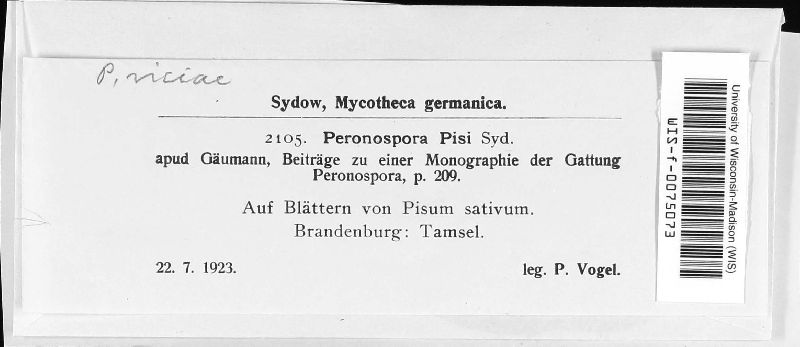 P. viciae
Sydow, Mycotheca germanica.
2105. Peronospora Pisi Syd.
apud Gäumann, Beiträge zu einer Monographie der Gattung
Peronospora, p. 209.
Auf Blättern von Pisum sativum.
Brandenburg: Tamsel.
22. 7. 1923. leg. P. Vogel.
University of Wisconsin-Madison (WIS)
WIS-f-0075073